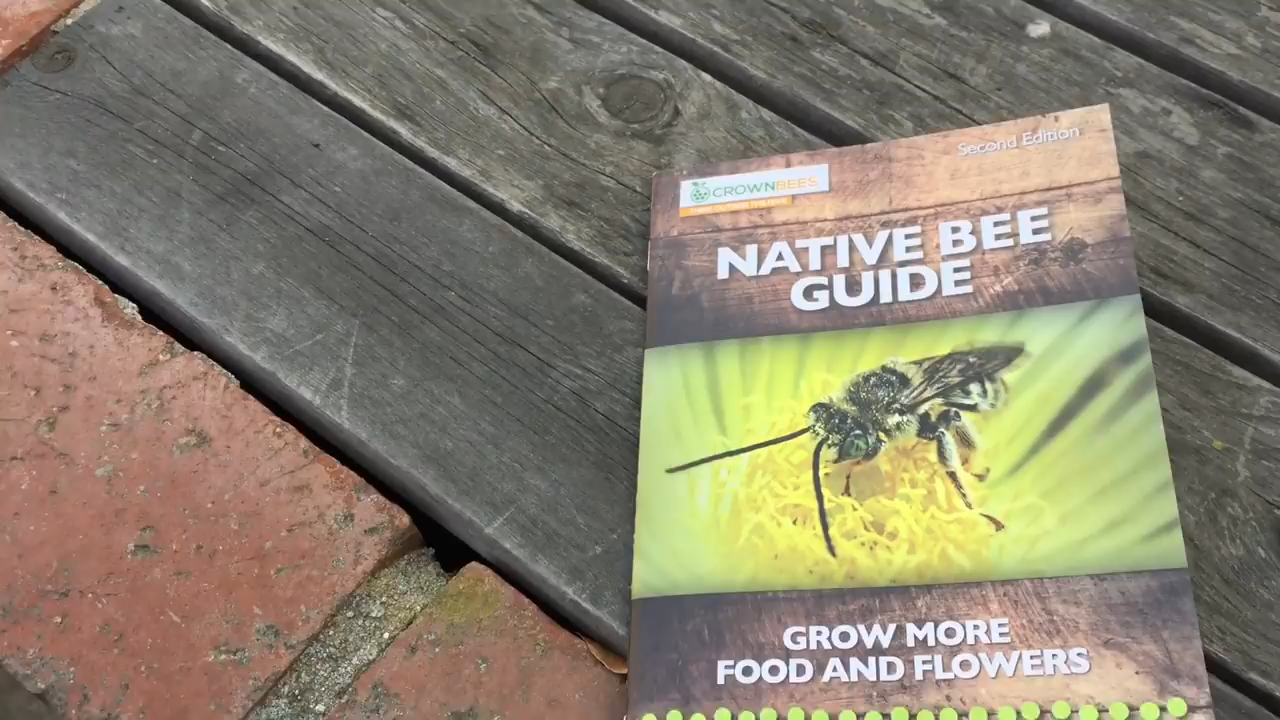 Second Edition
CROWNBEES
NATIVE BEE
GUIDE
GROW MORE
FOOD AND FLOWERS